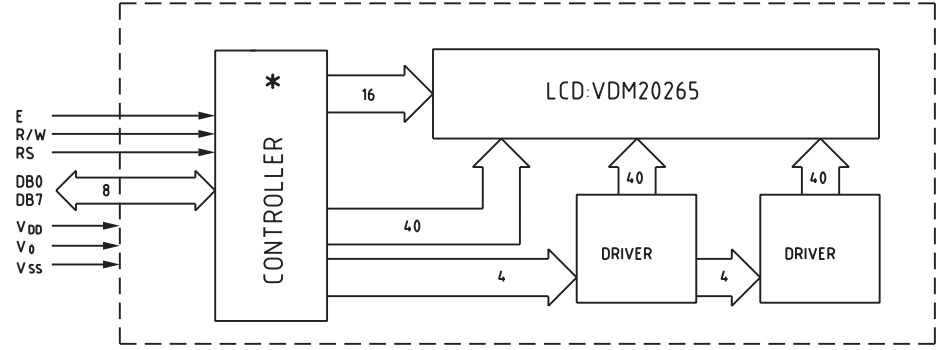 *
CONTROLLER
LCD:VDM20265
16
E
R/W
RS
DB0
DB7
8
40
40
40
VDD
V0
VSS
4
DRIVER
4
DRIVER